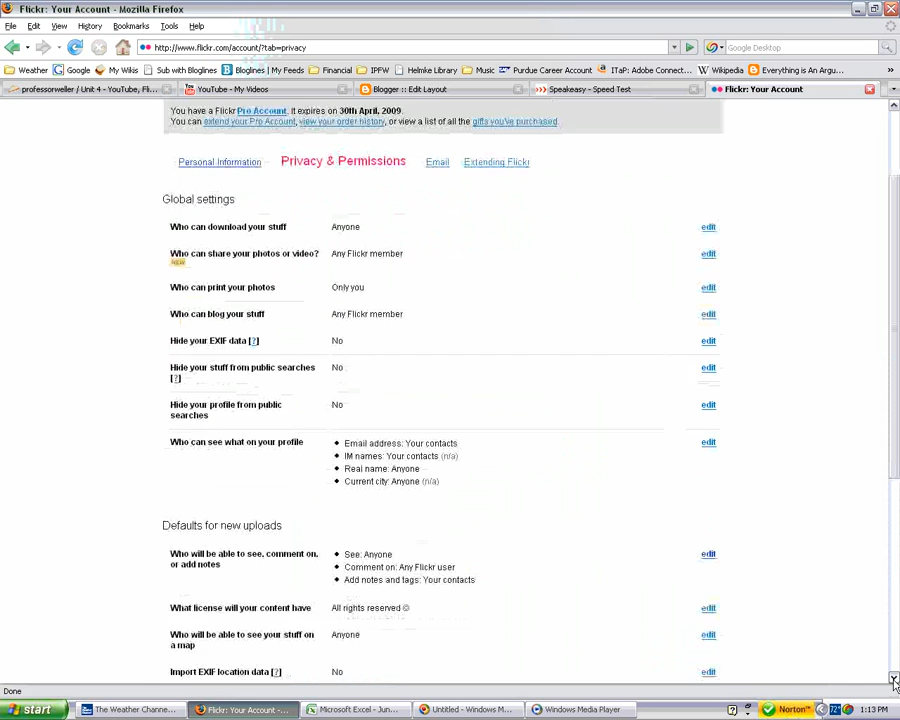 Flickr: Your Account - Mozilla Firefox
File Edit View History Bookmarks Tools Help
http://www.flickr.com/account/?tab=privacy
Google Desktop
Weather Google My Wikis Sub with Bloglines Bloglines | My Feeds Financial IPFW Helmke Library Music Purdue Career Account ITaP: Adobe Connect... Wikipedia Everything is An Argu... »
professorweller / Unit 4 - YouTube, Fli... YouTube - My Videos Blogger :: Edit Layout Speakeasy - Speed Test Flickr: Your Account
You have a Flickr Pro Account. It expires on 30th April, 2009.
You can extend your Pro Account, view your order history, or view a list of all the gifts you've purchased.
Personal Information Privacy & Permissions Email Extending Flickr
Global settings
Who can download your stuff Anyone edit
Who can share your photos or video? Any Flickr member edit
Who can print your photos Only you edit
Who can blog your stuff Any Flickr member edit
Hide your EXIF data [?] No edit
Hide your stuff from public searches No edit
[?]
Hide your profile from public No edit
searches
Who can see what on your profile edit
Email address: Your contacts
IM names: Your contacts (n/a)
Real name: Anyone
Current city: Anyone (n/a)
Defaults for new uploads
Who will be able to see, comment on, See: Anyone edit
or add notes Comment on: Any Flickr user
Add notes and tags: Your contacts
What license will your content have All rights reserved © edit
Who will be able to see your stuff on Anyone edit
a map
Import EXIF location data [?] No edit
Done
start The Weather Channe... Flickr: Your Account -... Microsoft Excel - Jun... Untitled - Windows M... Windows Media Player Norton™ 72° 1:13 PM